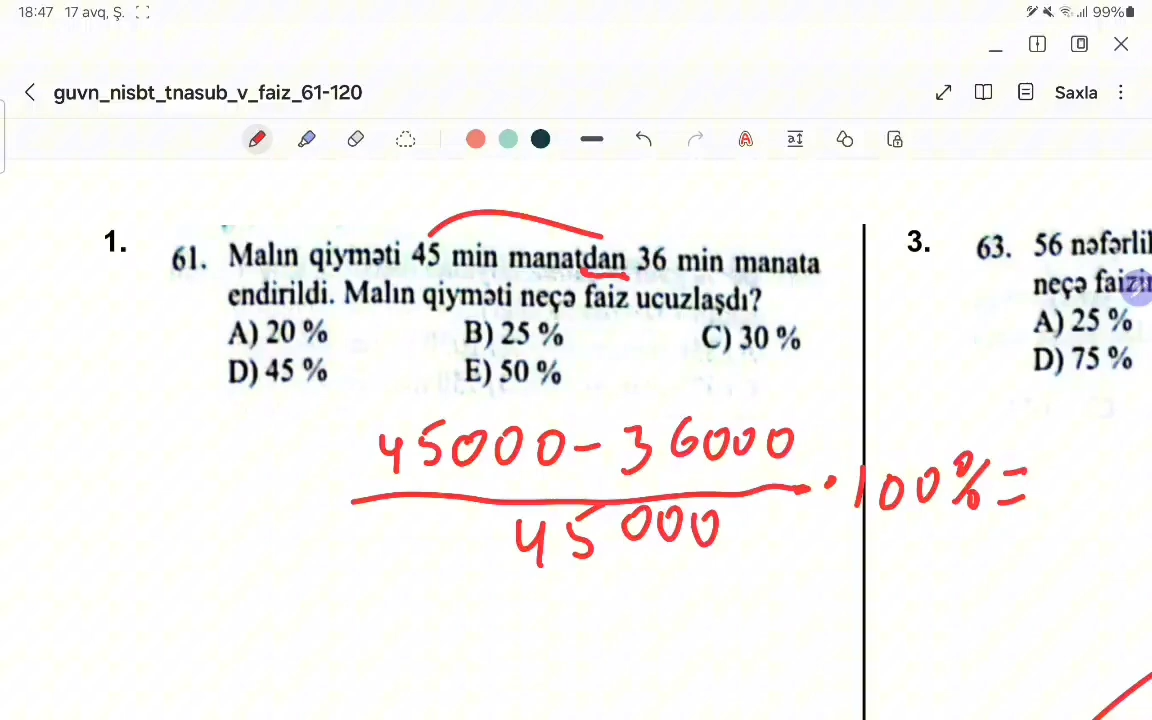 18:47 17 avq, Ş. 99%
guvn_nisbt_tnasub_v_faiz_61-120 Saxla
1. 61. Malın qiyməti 45 min manatdan 36 min manata
endirildi. Malın qiyməti neçə faiz ucuzlaşdı?
A) 20 % B) 25 % C) 30 %
D) 45 % E) 50 %
45000 - 36000
45000
· 100% =
3. 63. 56 nəfərlil
neçə faizin
A) 25 %
D) 75 %